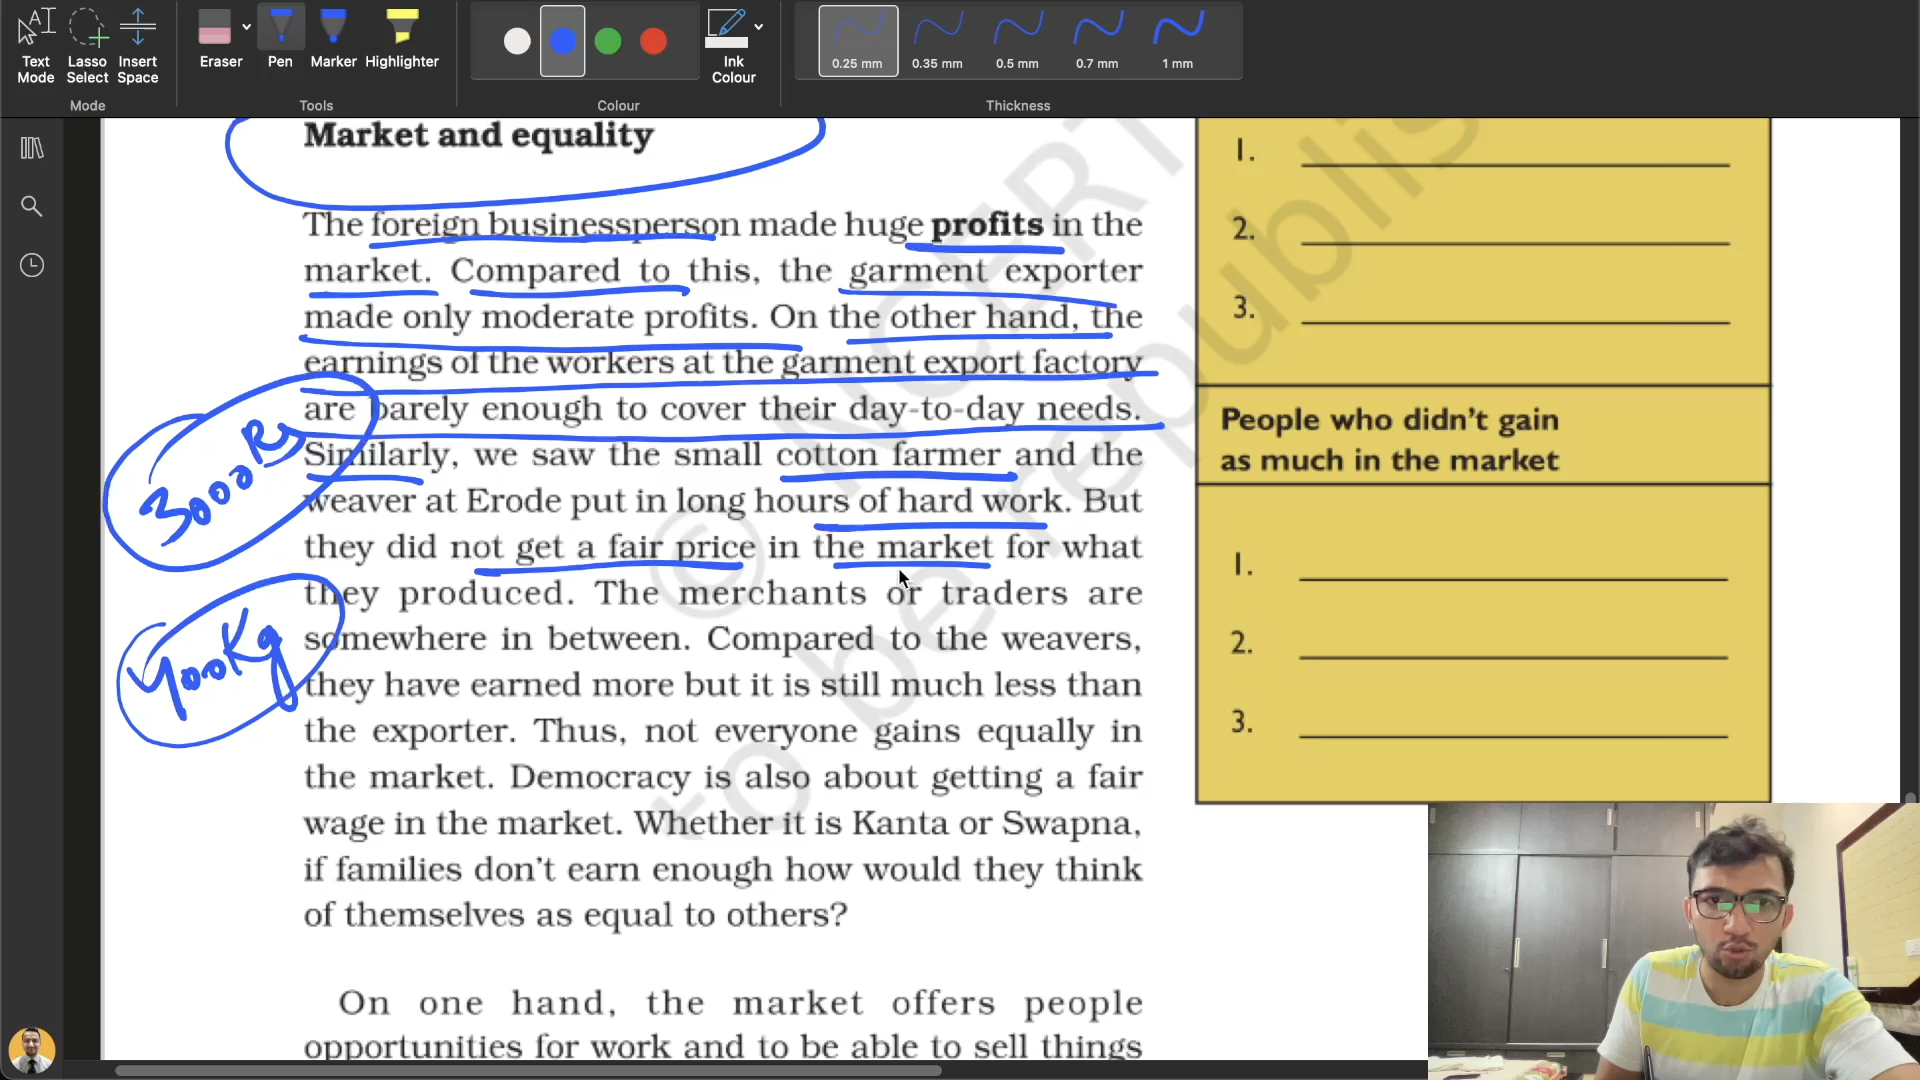 Text
Mode
Lasso
Select
Insert
Space
Mode
Eraser
Pen
Marker
Highlighter
Tools
Colour
Ink
Colour
0.25 mm
0.35 mm
0.5 mm
0.7 mm
1 mm
Thickness
Market and equality
The foreign businessperson made huge profits in the
market. Compared to this, the garment exporter
made only moderate profits. On the other hand, the
earnings of the workers at the garment export factory
are barely enough to cover their day-to-day needs.
Similarly, we saw the small cotton farmer and the
weaver at Erode put in long hours of hard work. But
they did not get a fair price in the market for what
they produced. The merchants or traders are
somewhere in between. Compared to the weavers,
they have earned more but it is still much less than
the exporter. Thus, not everyone gains equally in
the market. Democracy is also about getting a fair
wage in the market. Whether it is Kanta or Swapna,
if families don't earn enough how would they think
of themselves as equal to others?
On one hand, the market offers people
opportunities for work and to be able to sell things
3000Rs
400Kg
1.
2.
3.
People who didn't gain
as much in the market
1.
2.
3.
© NCERT
to be republis